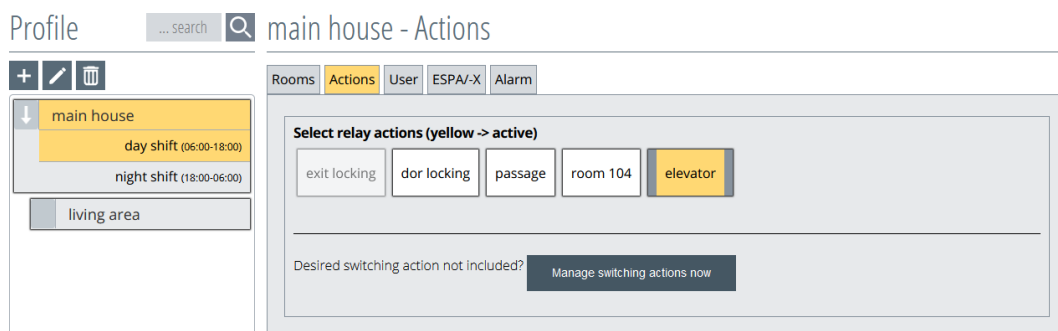 Profile
... search
main house - Actions
Rooms
Actions
User
ESPA/-X
Alarm
main house
day shift (06:00-18:00)
night shift (18:00-06:00)
living area
Select relay actions (yellow -> active)
exit locking
dor locking
passage
room 104
elevator
Desired switching action not included?
Manage switching actions now